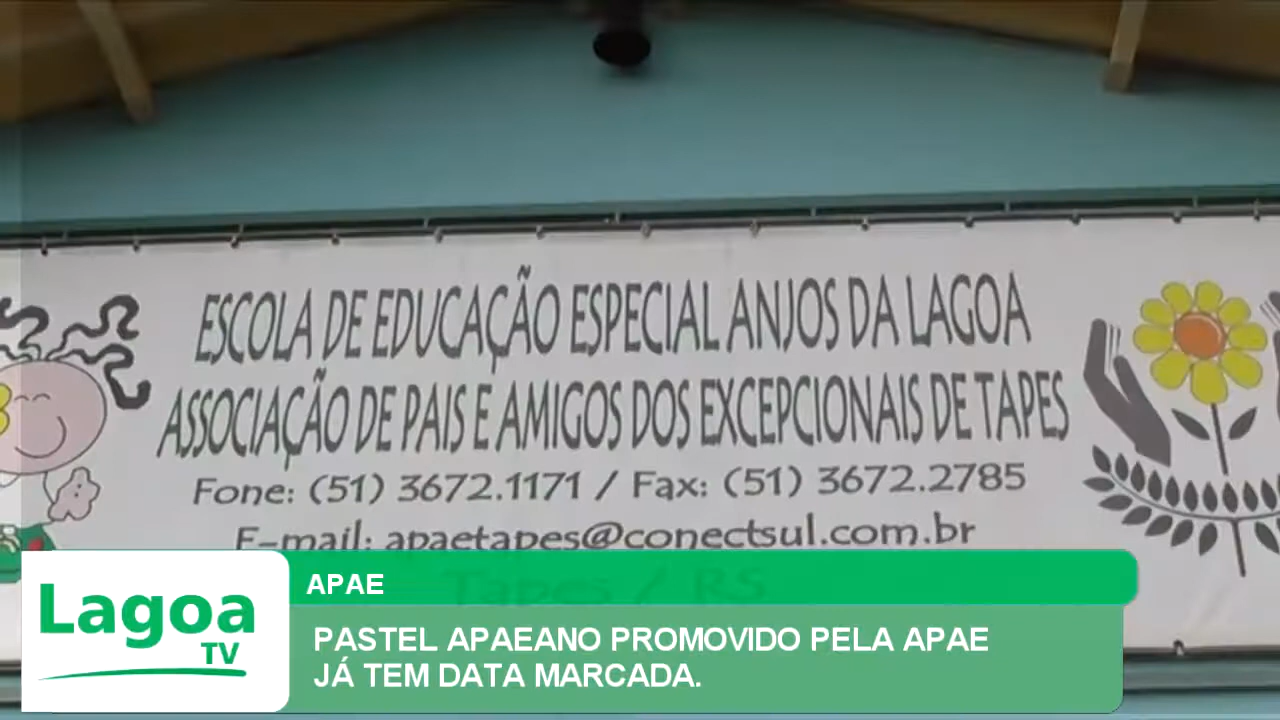 ESCOLA DE EDUCAÇÃO ESPECIAL ANJOS DA LAGOA
ASSOCIAÇÃO DE PAIS E AMIGOS DOS EXCEPCIONAIS DE TAPES
Fone: (51) 3672.1171 / Fax: (51) 3672.2785
E-mail: apaetapes@conectsul.com.br
Tapes / RS
APAE
Lagoa
TV
PASTEL APAEANO PROMOVIDO PELA APAE
JÁ TEM DATA MARCADA.